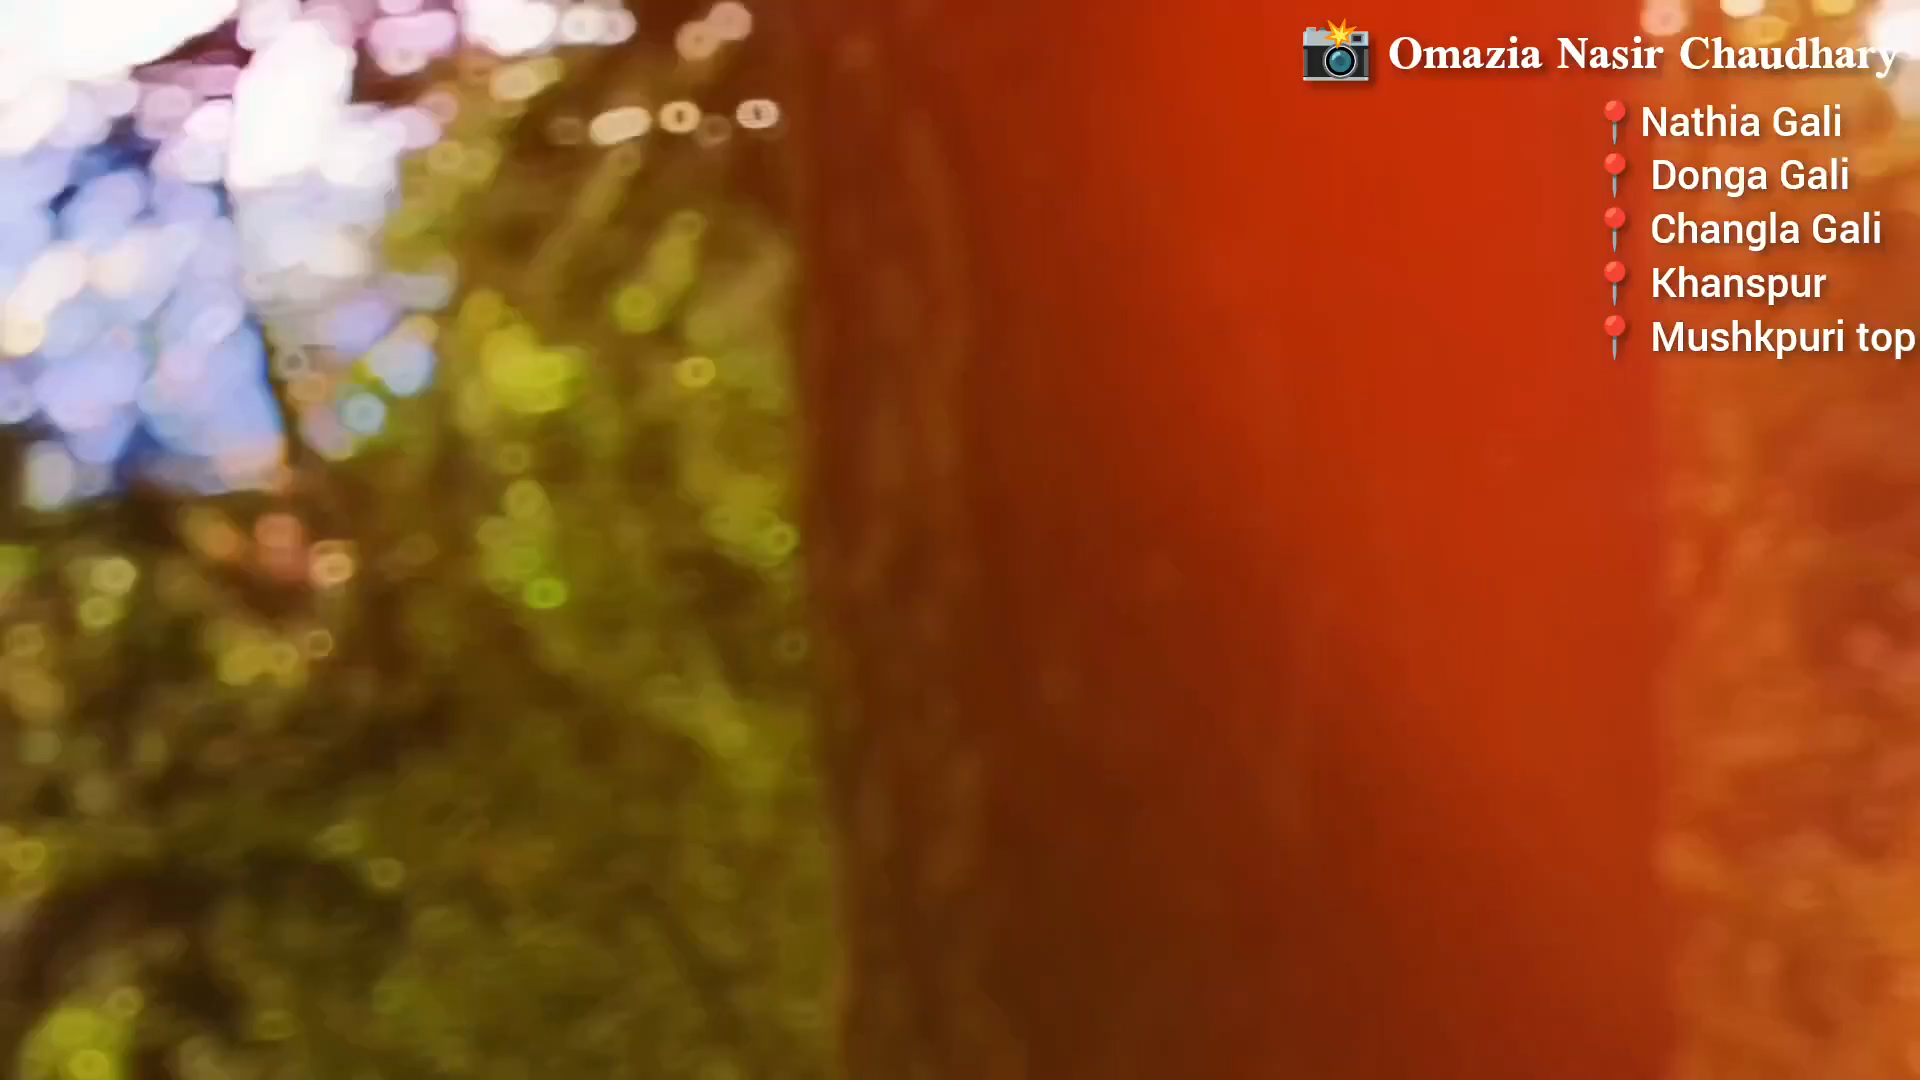 📸 Omazia Nasir Chaudhary
📍Nathia Gali
📍 Donga Gali
📍 Changla Gali
📍 Khanspur
📍 Mushkpuri top